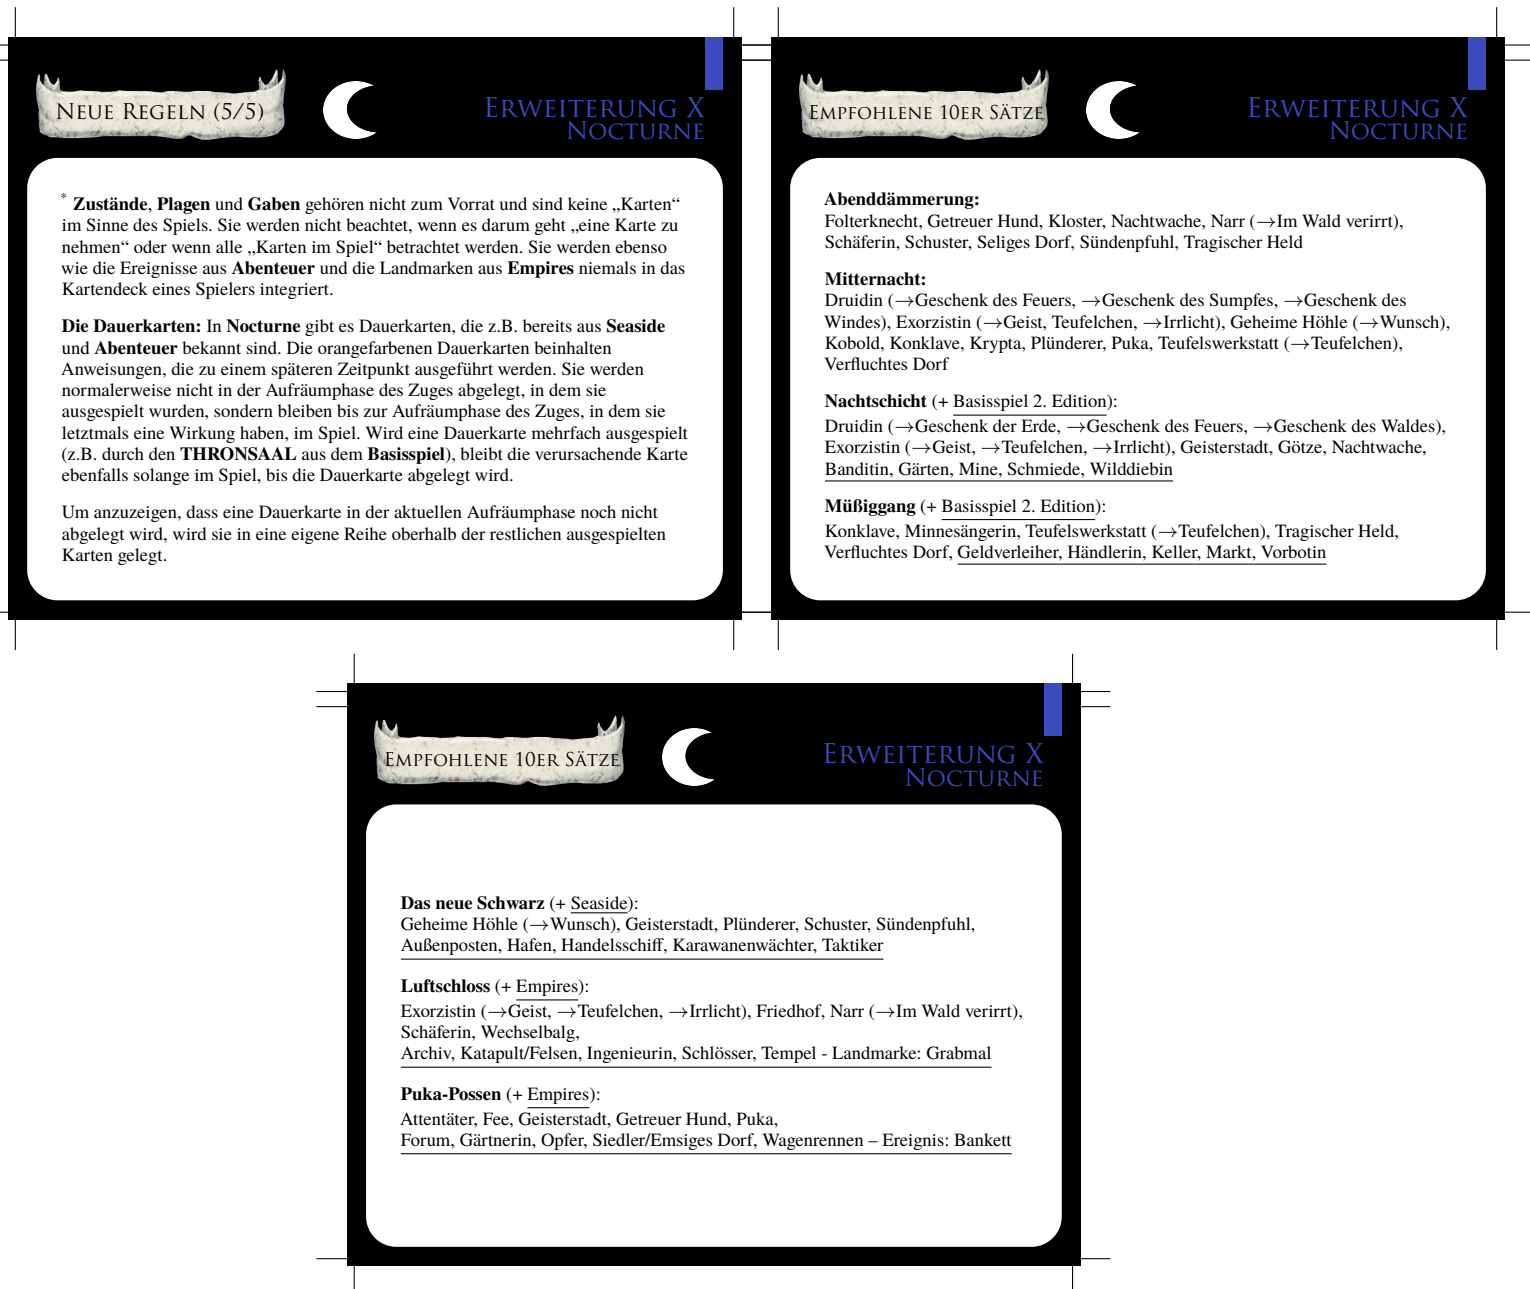 NEUE REGELN (5/5)
ERWEITERUNG X
NOCTURNE
* Zustände, Plagen und Gaben gehören nicht zum Vorrat und sind keine „Karten“
im Sinne des Spiels. Sie werden nicht beachtet, wenn es darum geht „eine Karte zu
nehmen“ oder wenn alle „Karten im Spiel“ betrachtet werden. Sie werden ebenso
wie die Ereignisse aus Abenteuer und die Landmarken aus Empires niemals in das
Kartendeck eines Spielers integriert.
Die Dauerkarten: In Nocturne gibt es Dauerkarten, die z.B. bereits aus Seaside
und Abenteuer bekannt sind. Die orangefarbenen Dauerkarten beinhalten
Anweisungen, die zu einem späteren Zeitpunkt ausgeführt werden. Sie werden
normalerweise nicht in der Aufräumphase des Zuges abgelegt, in dem sie
ausgespielt wurden, sondern bleiben bis zur Aufräumphase des Zuges, in dem sie
letztmals eine Wirkung haben, im Spiel. Wird eine Dauerkarte mehrfach ausgespielt
(z.B. durch den THRONSAAL aus dem Basisspiel), bleibt die verursachende Karte
ebenfalls solange im Spiel, bis die Dauerkarte abgelegt wird.
Um anzuzeigen, dass eine Dauerkarte in der aktuellen Aufräumphase noch nicht
abgelegt wird, wird sie in eine eigene Reihe oberhalb der restlichen ausgespielten
Karten gelegt.
EMPFOHLENE 10ER SÄTZE
ERWEITERUNG X
NOCTURNE
Abenddämmerung:
Folterknecht, Getreuer Hund, Kloster, Nachtwache, Narr (→Im Wald verirrt),
Schäferin, Schuster, Seliges Dorf, Sündenpfuhl, Tragischer Held
Mitternacht:
Druidin (→Geschenk des Feuers, →Geschenk des Sumpfes, →Geschenk des
Windes), Exorzistin (→Geist, Teufelchen, →Irrlicht), Geheime Höhle (→Wunsch),
Kobold, Konklave, Krypta, Plünderer, Puka, Teufelswerkstatt (→Teufelchen),
Verfluchtes Dorf
Nachtschicht (+ Basisspiel 2. Edition):
Druidin (→Geschenk der Erde, →Geschenk des Feuers, →Geschenk des Waldes),
Exorzistin (→Geist, →Teufelchen, →Irrlicht), Geisterstadt, Götze, Nachtwache,
Banditin, Gärten, Mine, Schmiede, Wilddiebin
Müßiggang (+ Basisspiel 2. Edition):
Konklave, Minnesängerin, Teufelswerkstatt (→Teufelchen), Tragischer Held,
Verfluchtes Dorf, Geldverleiher, Händlerin, Keller, Markt, Vorbotin
EMPFOHLENE 10ER SÄTZE
ERWEITERUNG X
NOCTURNE
Das neue Schwarz (+ Seaside):
Geheime Höhle (→Wunsch), Geisterstadt, Plünderer, Schuster, Sündenpfuhl,
Außenposten, Hafen, Handelsschiff, Karawanenwächter, Taktiker
Luftschloss (+ Empires):
Exorzistin (→Geist, →Teufelchen, →Irrlicht), Friedhof, Narr (→Im Wald verirrt),
Schäferin, Wechselbalg,
Archiv, Katapult/Felsen, Ingenieurin, Schlösser, Tempel - Landmarke: Grabmal
Puka-Possen (+ Empires):
Attentäter, Fee, Geisterstadt, Getreuer Hund, Puka,
Forum, Gärtnerin, Opfer, Siedler/Emsiges Dorf, Wagenrennen – Ereignis: Bankett